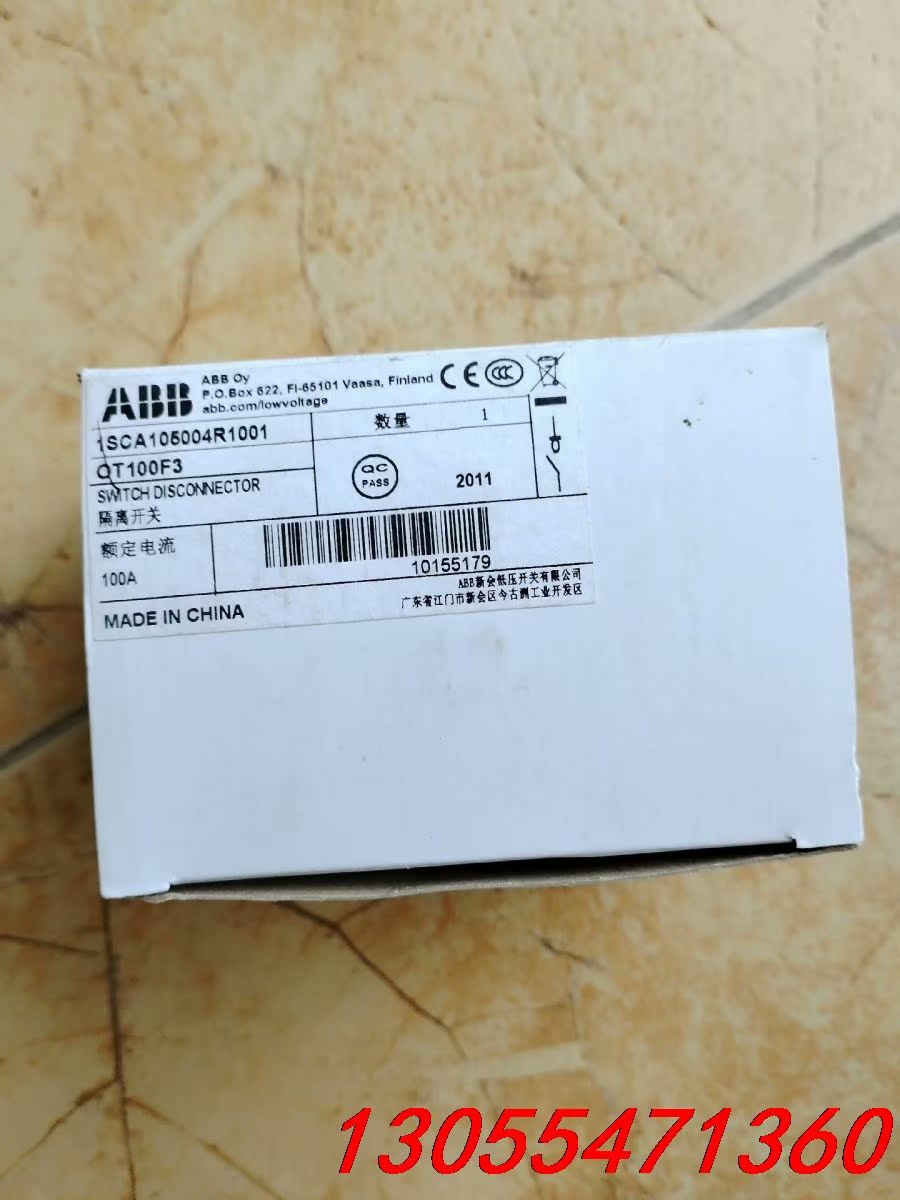 ABB
ABB Oy
P.O.Box 622, FI-65101 Vaasa, Finland
abb.com/lowvoltage
CE CCC
1SCA105004R1001
数量 1
OT100F3
SWITCH DISCONNECTOR
隔离开关
QC
PASS
2011
额定电流
100A
10155179
MADE IN CHINA
ABB新会低压开关有限公司
广东省江门市新会区今古洲工业开发区
13055471360